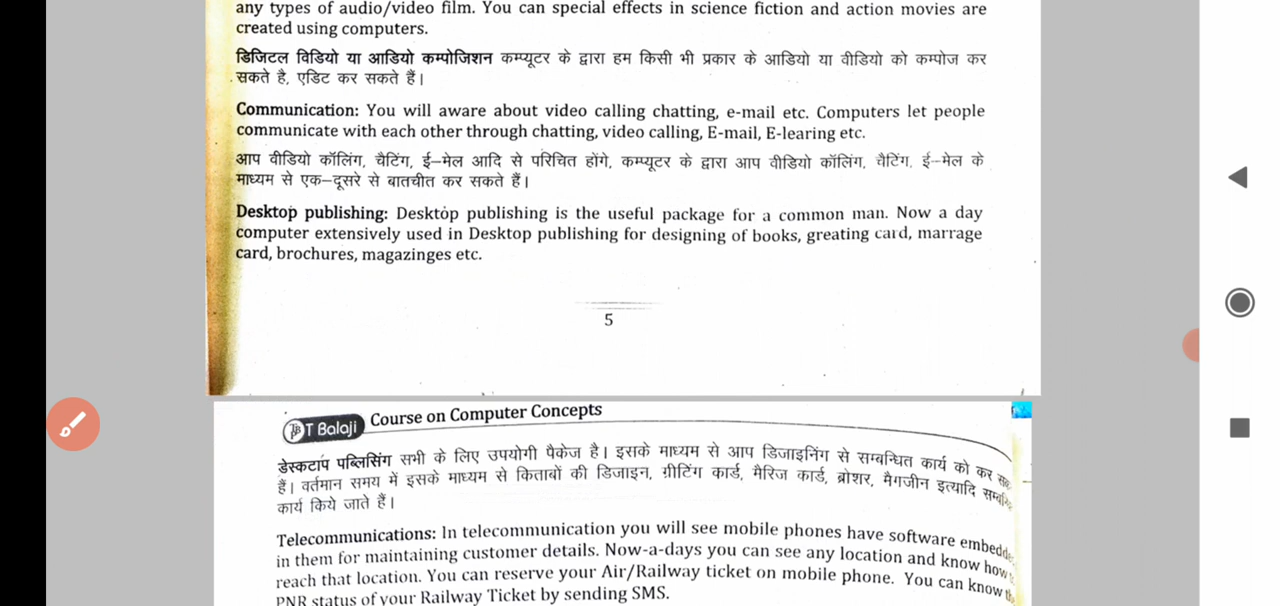 any types of audio/video film. You can special effects in science fiction and action movies are
created using computers.
डिजिटल विडियो या आडियो कम्पोजिशन कम्प्यूटर के द्वारा हम किसी भी प्रकार के आडियो या वीडियो को कम्पोज कर
सकते है, एडिट कर सकते हैं।
Communication: You will aware about video calling chatting, e-mail etc. Computers let people
communicate with each other through chatting, video calling, E-mail, E-learing etc.
आप वीडियो कॉलिंग, चैटिंग, ई–मेल आदि से परिचित होंगे, कम्प्यूटर के द्वारा आप वीडियो कॉलिंग, चैटिंग, ई–मेल के
माध्यम से एक–दूसरे से बातचीत कर सकते हैं।
Desktop publishing: Desktop publishing is the useful package for a common man. Now a day
computer extensively used in Desktop publishing for designing of books, greating card, marrage
card, brochures, magazinges etc.
5
T Balaji Course on Computer Concepts
डेस्कटॉप पब्लिसिंग सभी के लिए उपयोगी पैकेज है। इसके माध्यम से आप डिजाइनिंग से सम्बन्धित कार्य को कर
हैं। वर्तमान समय में इसके माध्यम से किताबों की डिजाइन, ग्रीटिंग कार्ड, मैरिज कार्ड, ब्रोशर, मैगजीन इत्यादि
कार्य किये जाते हैं।
Telecommunications: In telecommunication you will see mobile phones have software
in them for maintaining customer details. Now-a-days you can see any location and know how
reach that location. You can reserve your Air/Railway ticket on mobile phone. You can know
PNR status of your Railway Ticket by sending SMS.